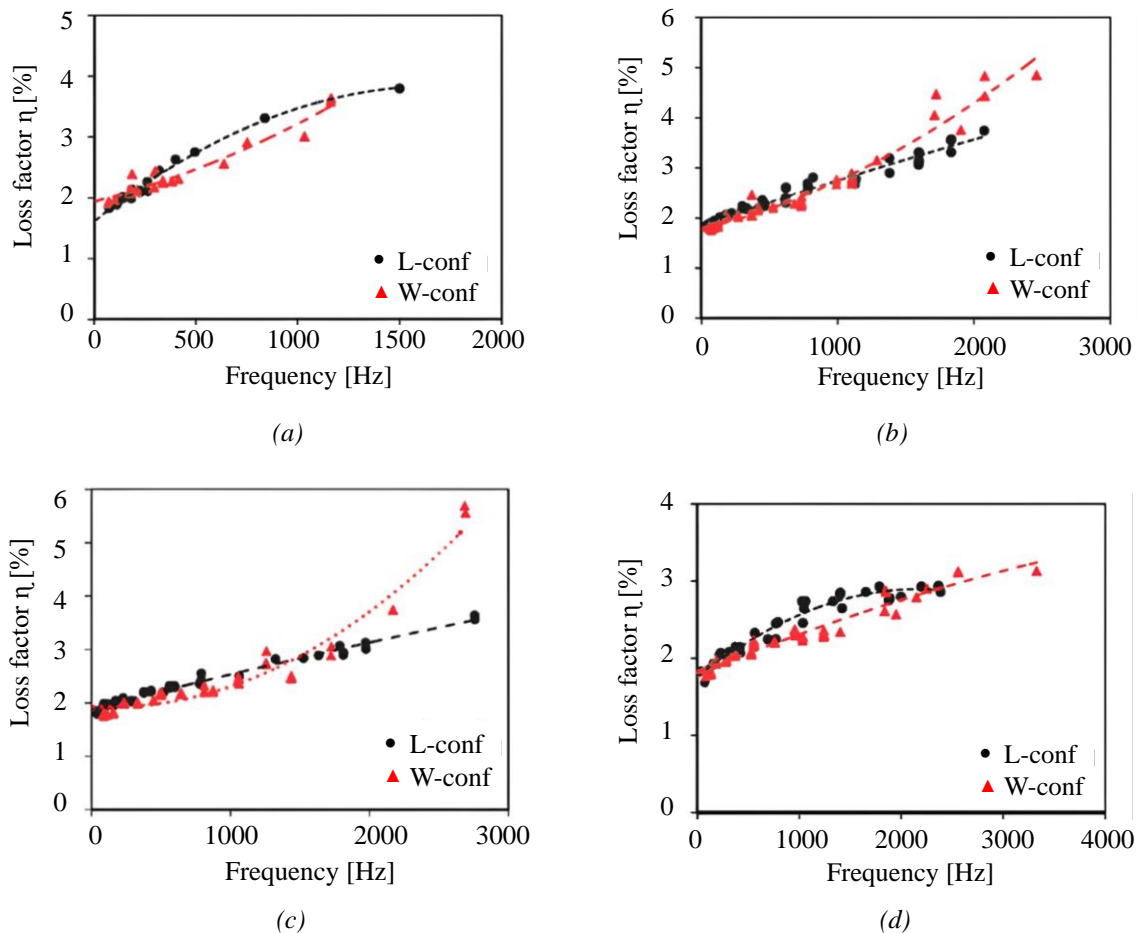 5
4
3
2
1
0
Loss factor η [%]
0 500 1000 1500 2000
Frequency [Hz]
L-conf
W-conf
(a)
6
5
4
3
2
1
0
Loss factor η [%]
0 1000 2000 3000
Frequency [Hz]
L-conf
W-conf
(b)
6
5
4
3
2
1
0
Loss factor η [%]
0 1000 2000 3000
Frequency [Hz]
L-conf
W-conf
(c)
4
3
2
1
0
Loss factor η [%]
0 1000 2000 3000 4000
Frequency [Hz]
L-conf
W-conf
(d)